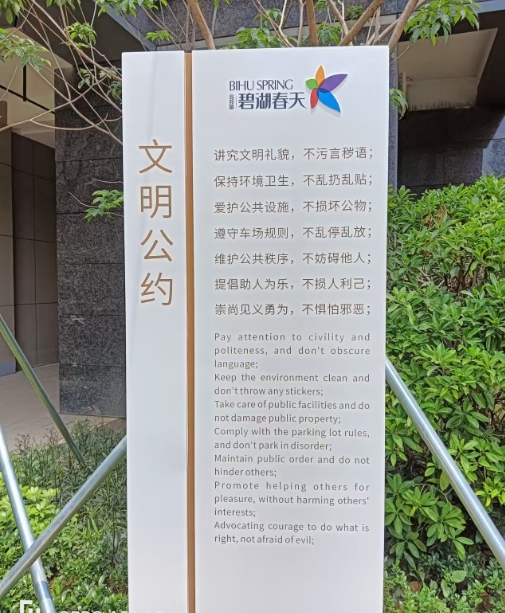 BIHU SPRING
碧湖春天
文明公约
讲究文明礼貌，不污言秽语；
保持环境卫生，不乱扔乱贴；
爱护公共设施，不损坏公物；
遵守车场规则，不乱停乱放；
维护公共秩序，不妨碍他人；
提倡助人为乐，不损人利己；
崇尚见义勇为，不惧怕邪恶；
Pay attention to civility and
politeness, and don't obscure
language;
Keep the environment clean and
don't throw any stickers;
Take care of public facilities and do
not damage public property;
Comply with the parking lot rules,
and don't park in disorder;
Maintain public order and do not
hinder others;
Promote helping others for
pleasure, without harming others'
interests;
Advocating courage to do what is
right, not afraid of evil;